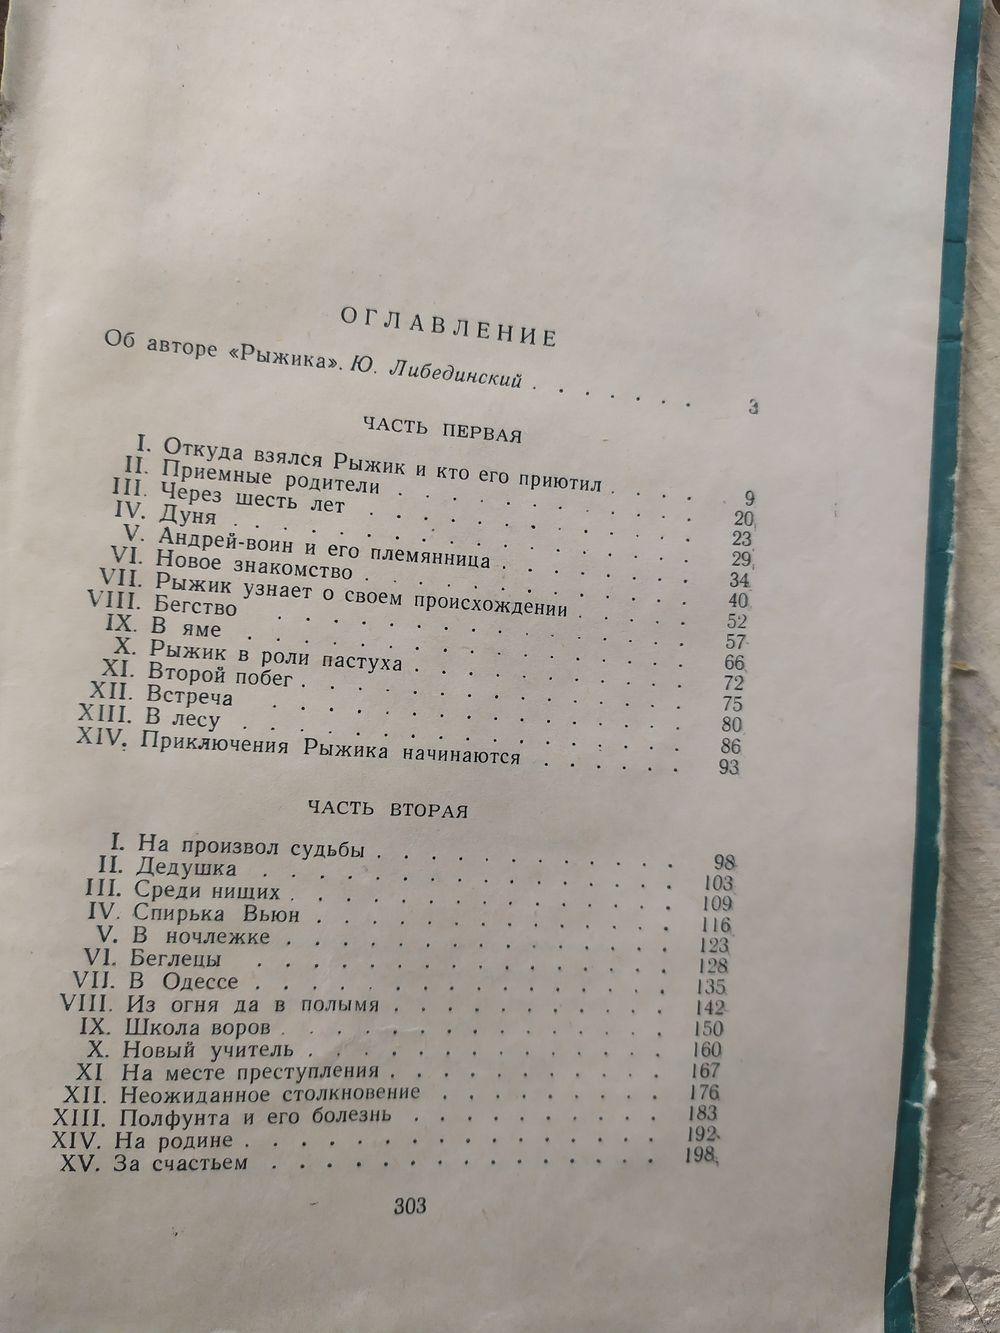 ОГЛАВЛЕНИЕ
Об авторе «Рыжика». Ю. Либединский . . . . . . . 3
ЧАСТЬ ПЕРВАЯ
I. Откуда взялся Рыжик и кто его приютил . . . . 9
II. Приемные родители . . . . . . . . . . . 20
III. Через шесть лет . . . . . . . . . . . . 23
IV. Дуня . . . . . . . . . . . . . . . . 29
V. Андрей-воин и его племянница . . . . . . . . 34
VI. Новое знакомство . . . . . . . . . . . . 40
VII. Рыжик узнает о своем происхождении . . . . . 52
VIII. Бегство . . . . . . . . . . . . . . . 57
IX. В яме . . . . . . . . . . . . . . . . 66
X. Рыжик в роли пастуха . . . . . . . . . . 72
XI. Второй побег . . . . . . . . . . . . . . 75
XII. Встреча . . . . . . . . . . . . . . . 80
XIII. В лесу . . . . . . . . . . . . . . . . 86
XIV. Приключения Рыжика начинаются . . . . . . 93
ЧАСТЬ ВТОРАЯ
I. На произвол судьбы . . . . . . . . . . . 98
II. Дедушка . . . . . . . . . . . . . . . 103
III. Среди нищих . . . . . . . . . . . . . . 109
IV. Спирька Вьюн . . . . . . . . . . . . . 116
V. В ночлежке . . . . . . . . . . . . . . 123
VI. Беглецы . . . . . . . . . . . . . . . 128
VII. В Одессе . . . . . . . . . . . . . . . 135
VIII. Из огня да в полымя . . . . . . . . . . 142
IX. Школа воров . . . . . . . . . . . . . . 150
X. Новый учитель . . . . . . . . . . . . . 160
XI На месте преступления . . . . . . . . . . 167
XII. Неожиданное столкновение . . . . . . . . . 176
XIII. Полфунта и его болезнь . . . . . . . . . . 183
XIV. На родине . . . . . . . . . . . . . . . 192
XV. За счастьем . . . . . . . . . . . . . . 198
303